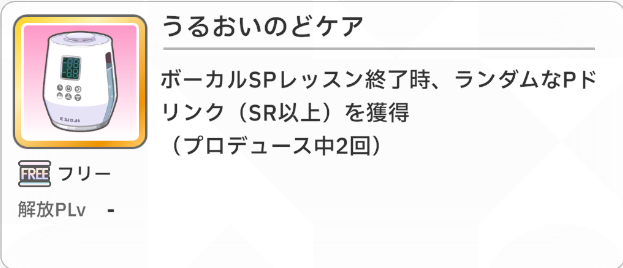 うるおいのどケア
ボーカルSPレッスン終了時、ランダムなPド
リンク（SR以上）を獲得
（プロデュース中2回）
FREE フリー
解放PLv -